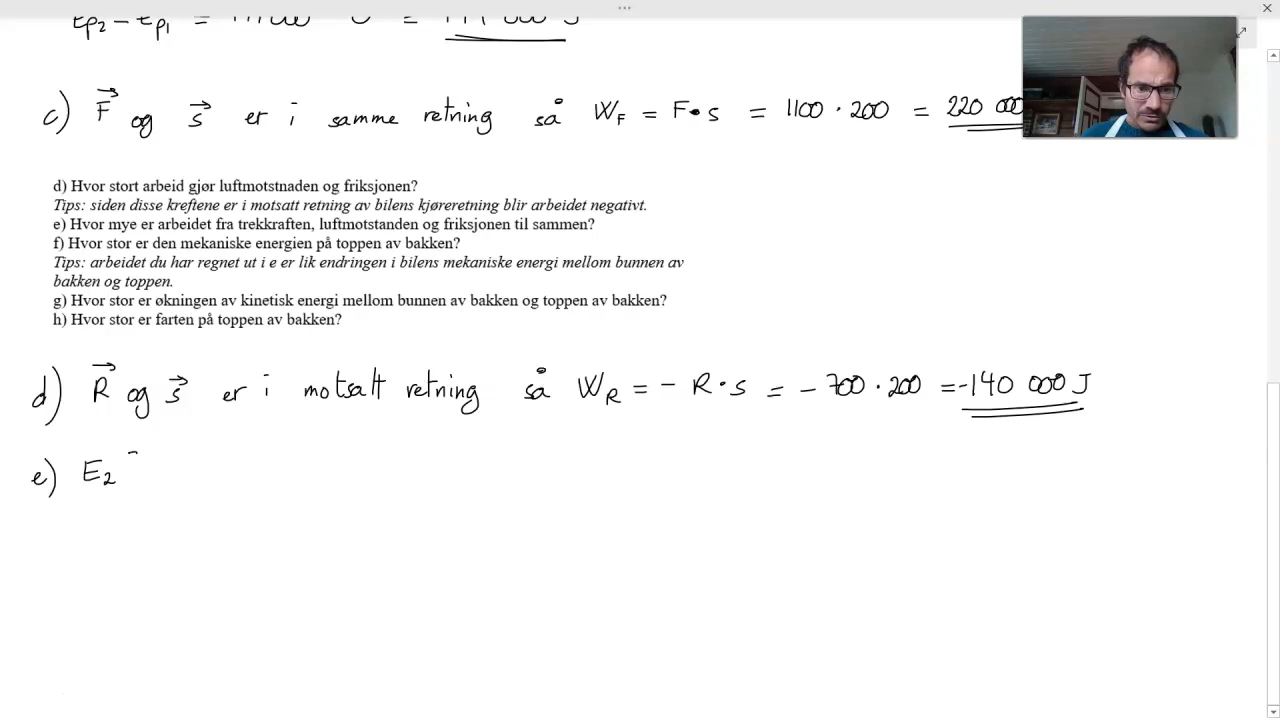 Ep2 − Ep1 = = J
c) F⃗ og s⃗ er i samme retning så WF = F•s = 1100 · 200 = 220 000
d) Hvor stort arbeid gjør luftmotstnaden og friksjonen?
Tips: siden disse kreftene er i motsatt retning av bilens kjøreretning blir arbeidet negativt.
e) Hvor mye er arbeidet fra trekkraften, luftmotstanden og friksjonen til sammen?
f) Hvor stor er den mekaniske energien på toppen av bakken?
Tips: arbeidet du har regnet ut i e er lik endringen i bilens mekaniske energi mellom bunnen av
bakken og toppen.
g) Hvor stor er økningen av kinetisk energi mellom bunnen av bakken og toppen av bakken?
h) Hvor stor er farten på toppen av bakken?
d) R⃗ og s⃗ er i motsatt retning så WR = − R·s = − 700 · 200 = -140 000 J
e) E2 -